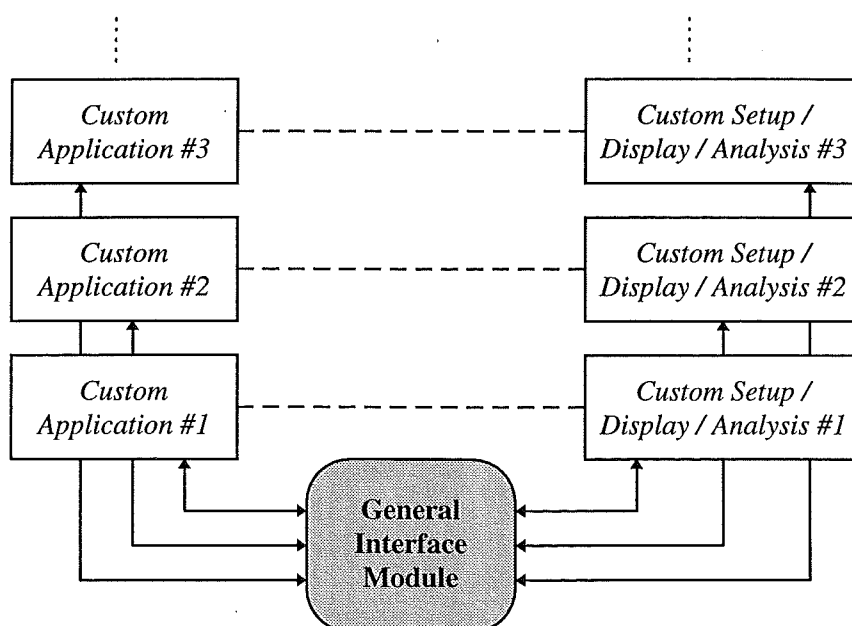 Custom
Application #3
Custom Setup /
Display / Analysis #3
Custom
Application #2
Custom Setup /
Display / Analysis #2
Custom
Application #1
Custom Setup /
Display / Analysis #1
General
Interface
Module